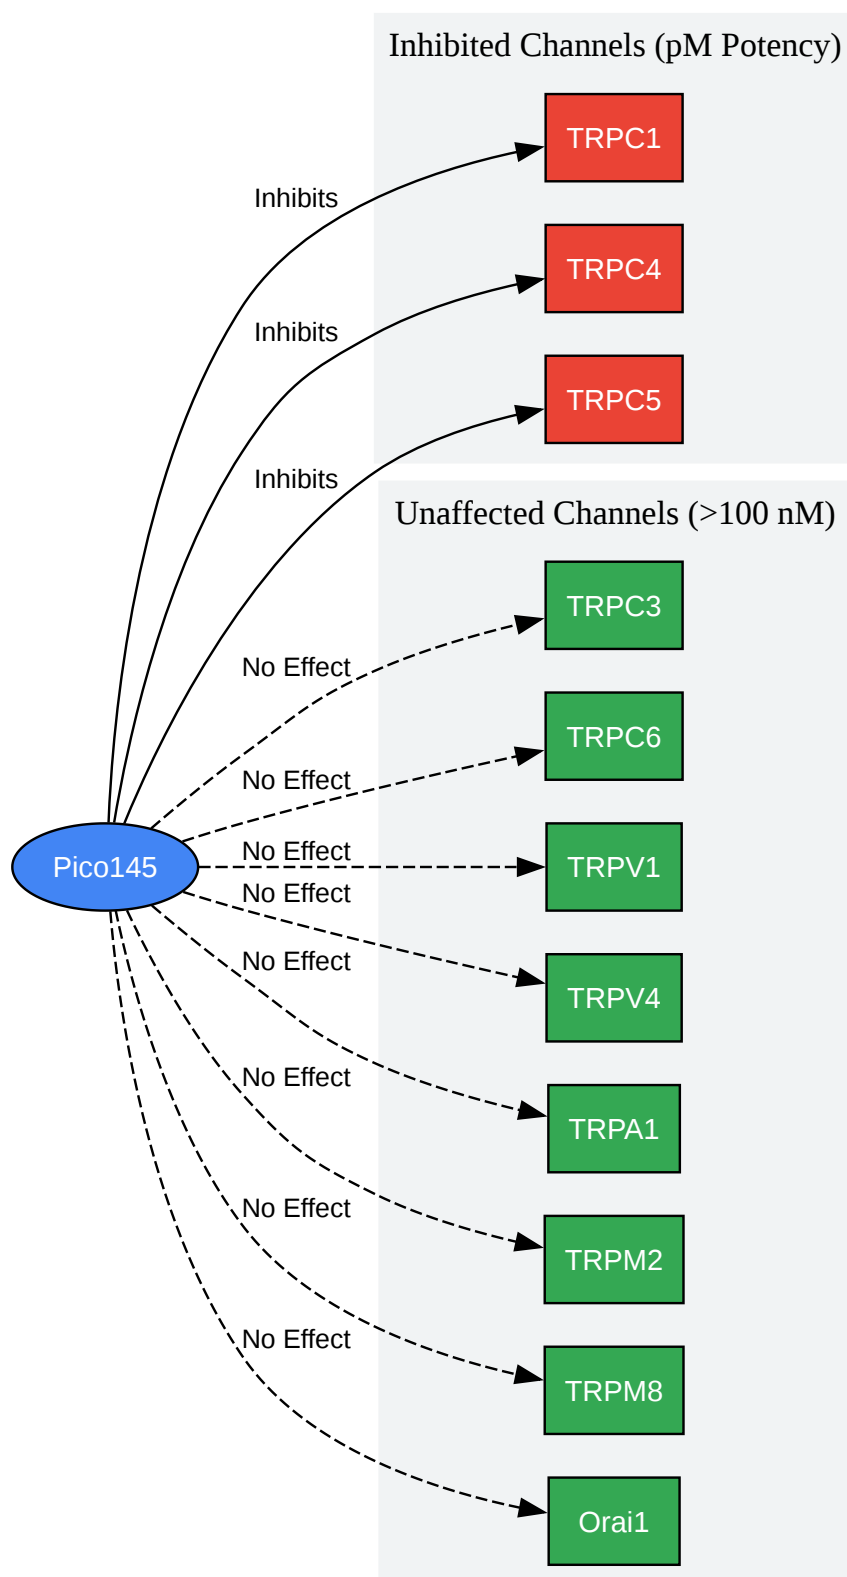 Inhibited Channels (pM Potency)
TRPC1
Inhibits
TRPC4
Inhibits
TRPC5
Inhibits
Unaffected Channels (>100 nM)
TRPC3
No Effect
TRPC6
No Effect
No Effect
Pico145
TRPV1
No Effect
No Effect
TRPV4
No Effect
TRPA1
No Effect
TRPM2
No Effect
TRPM8
Orai1